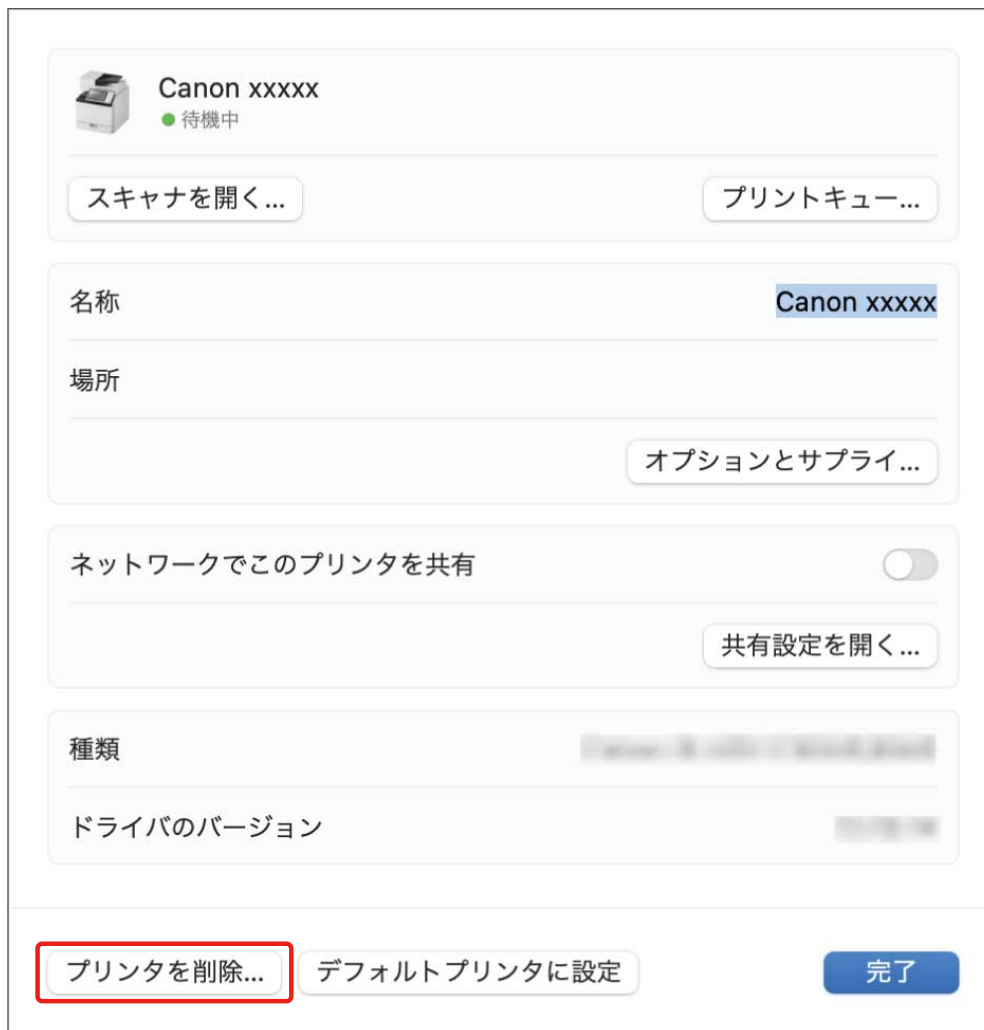 Canon xxxxx
待機中
スキャナを開く...
プリントキュー...
名称
Canon xxxxx
場所
オプションとサプライ...
ネットワークでこのプリンタを共有
共有設定を開く...
種類
ドライバのバージョン
プリンタを削除...
デフォルトプリンタに設定
完了